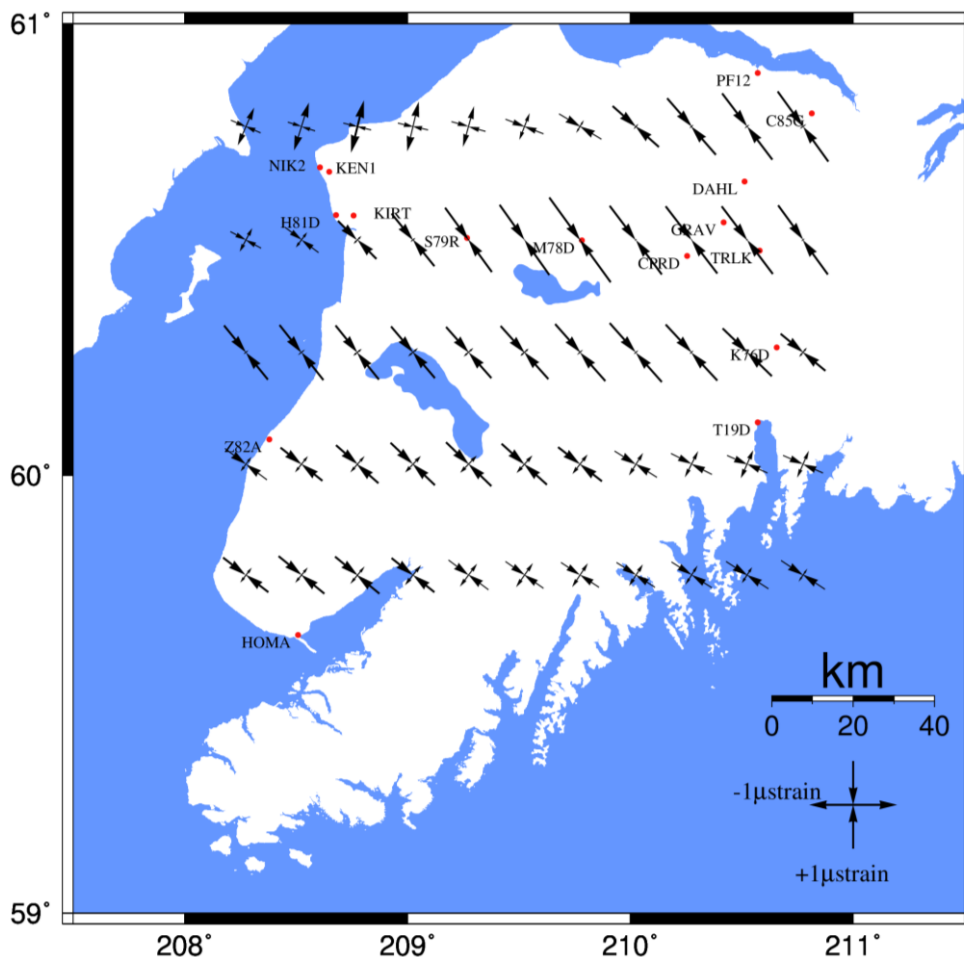 61°
PF12
C85G
NIK2
KEN1
DAHL
H81D
KIRT
GRAV
S79R
M78D
CPRD
TRLK
K76D
T19D
Z82A
60°
HOMA
km
0 20 40
-1μstrain
+1μstrain
59°
208° 209° 210° 211°